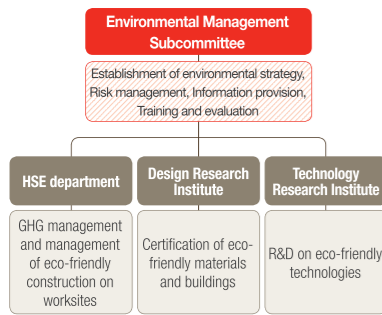 Environmental Management
Subcommittee
Establishment of environmental strategy,
Risk management, Information provision,
Training and evaluation
HSE department
GHG management
and management
of eco-friendly
construction on
worksites
Design Research
Institute
Certification of eco-
friendly materials
and buildings
Technology
Research Institute
R&D on eco-friendly
technologies